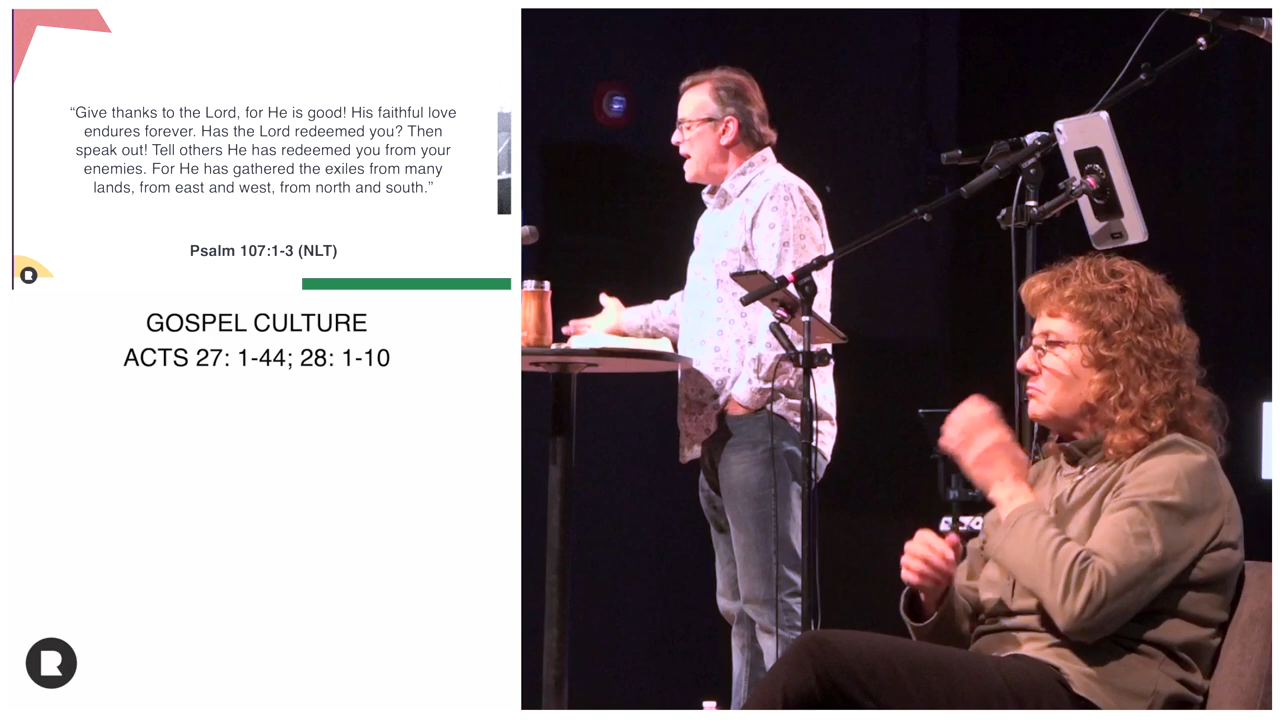 “Give thanks to the Lord, for He is good! His faithful love
endures forever. Has the Lord redeemed you? Then
speak out! Tell others He has redeemed you from your
enemies. For He has gathered the exiles from many
lands, from east and west, from north and south.”
Psalm 107:1-3 (NLT)
R
GOSPEL CULTURE
ACTS 27: 1-44; 28: 1-10
R